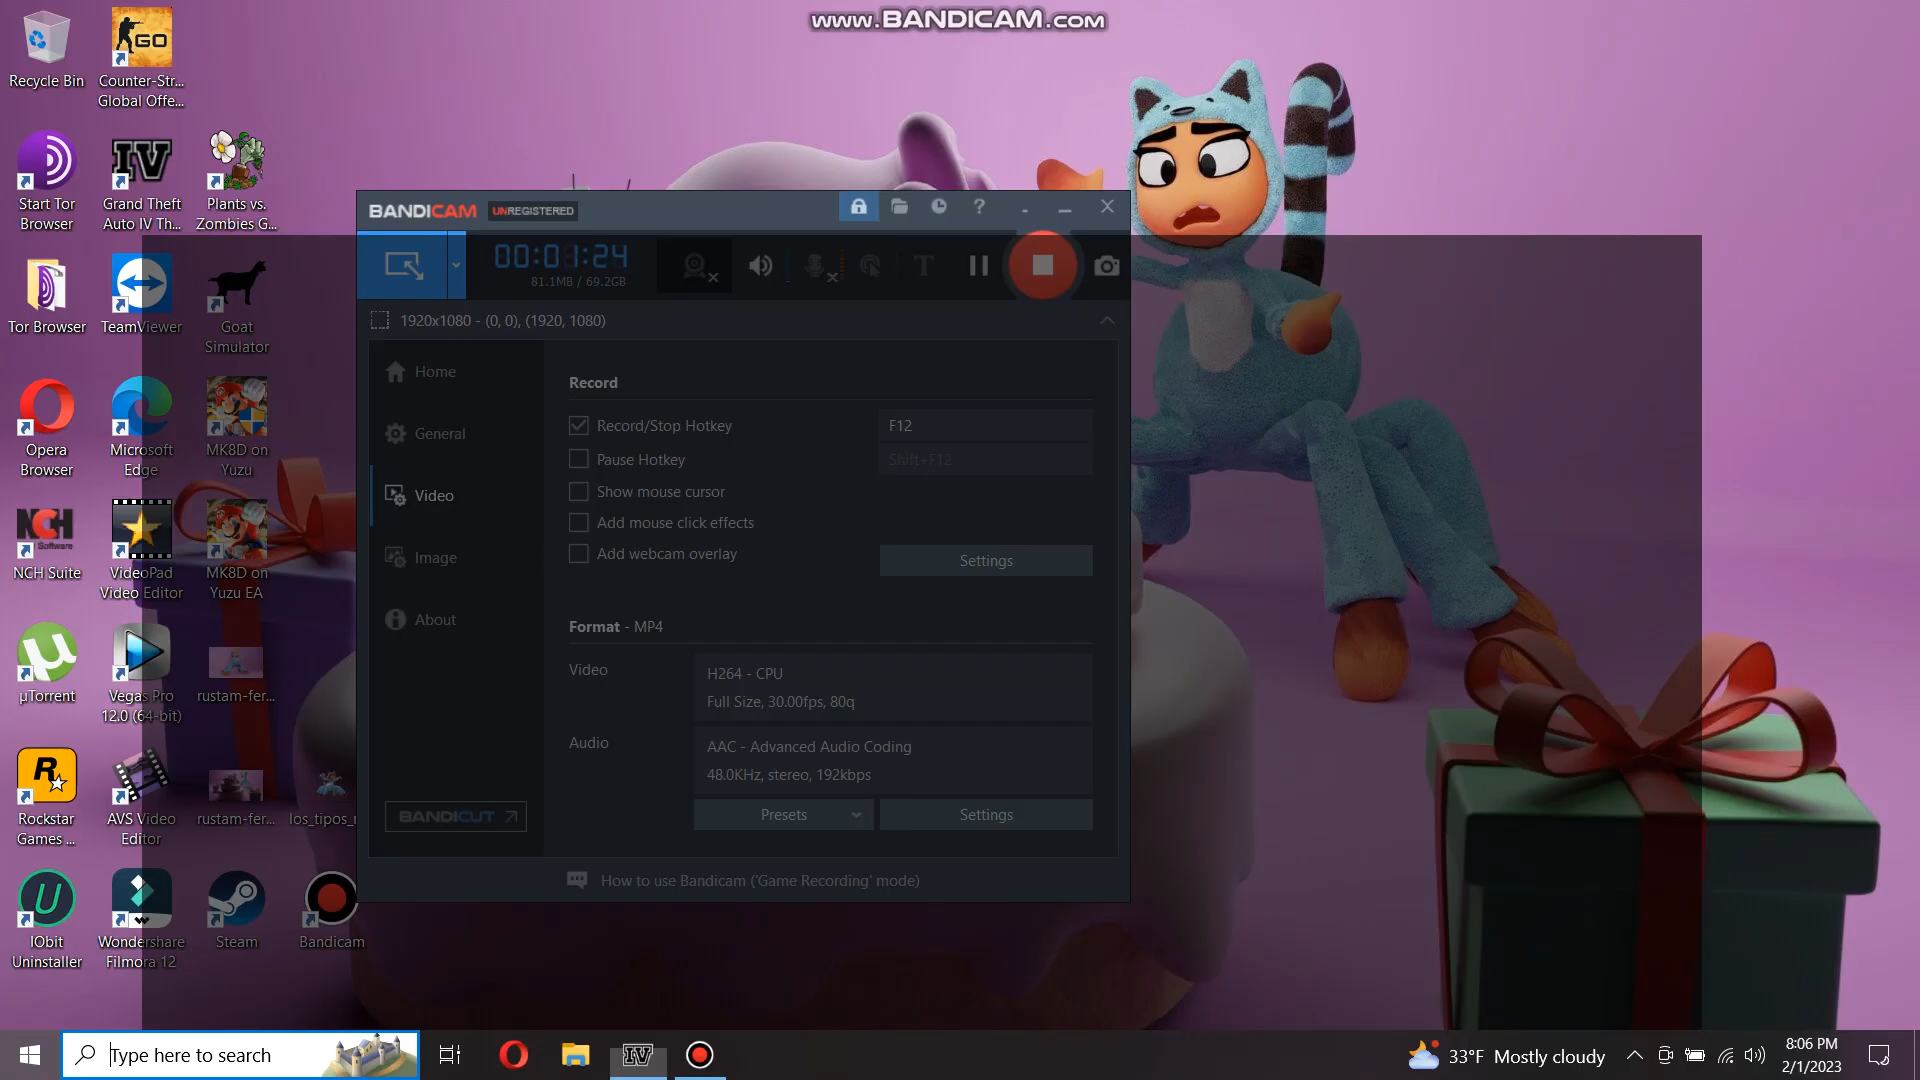 www.BANDICAM.com
Recycle Bin
Counter-Str...
Global Offe...
GO
Start Tor
Browser
IV
Grand Theft
Auto IV Th...
Plants vs.
Zombies G...
Tor Browser
TeamViewer
Goat
Simulator
Opera
Browser
Microsoft
Edge
MK8D on
Yuzu
NCH
Software
NCH Suite
VideoPad
Video Editor
MK8D on
Yuzu EA
µTorrent
Vegas Pro
12.0 (64-bit)
rustam-fer...
Rockstar
Games ...
AVS Video
Editor
rustam-fer...
los_tipos_r
IObit
Uninstaller
Wondershare
Filmora 12
Steam
Bandicam
BANDICAM UNREGISTERED
00:01:24
81.1MB / 69.2GB
1920x1080 - (0, 0), (1920, 1080)
Home
General
Video
Image
About
BANDICUT
Record
Record/Stop Hotkey F12
Pause Hotkey Shift+F12
Show mouse cursor
Add mouse click effects
Add webcam overlay
Settings
Format - MP4
Video
H264 - CPU
Full Size, 30.00fps, 80q
Audio
AAC - Advanced Audio Coding
48.0KHz, stereo, 192kbps
Presets Settings
How to use Bandicam ('Game Recording' mode)
Type here to search
IV
33°F Mostly cloudy
8:06 PM
2/1/2023